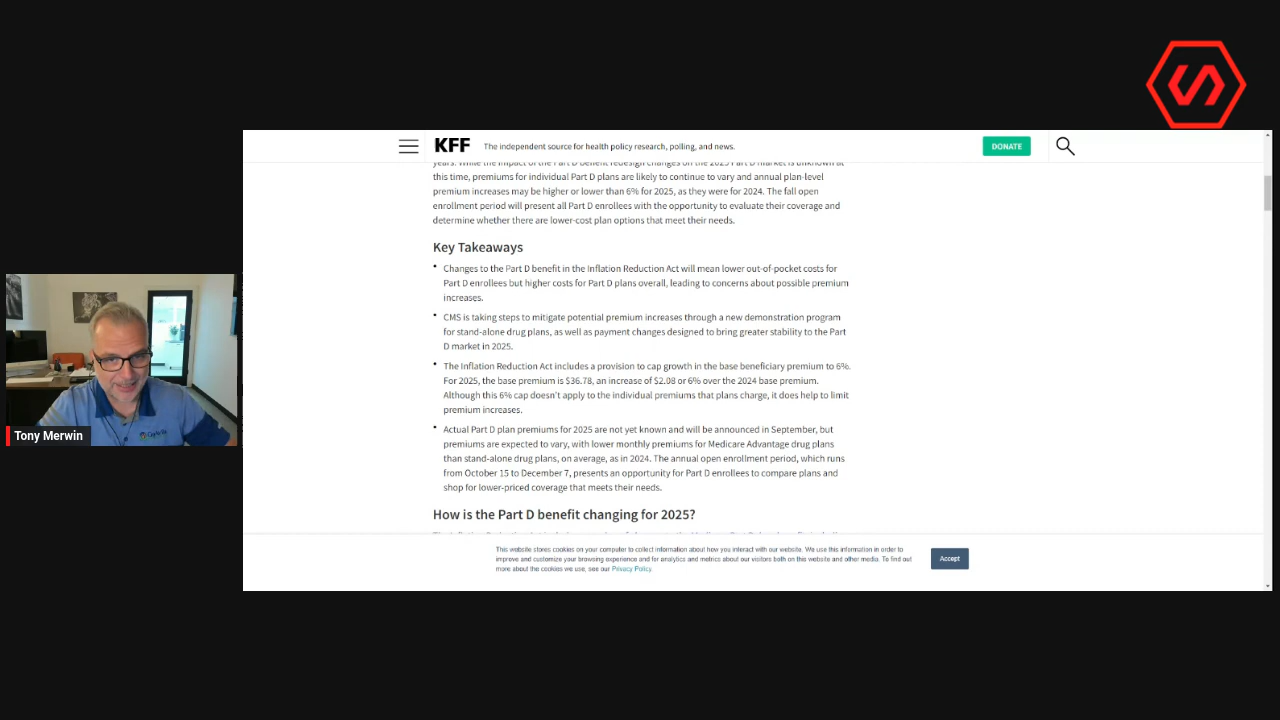 KFF
The independent source for health policy research, polling, and news.
DONATE
years. While the impact of the Part D benefit redesign changes on the 2025 Part D market is unknown at
this time, premiums for individual Part D plans are likely to continue to vary and annual plan-level
premium increases may be higher or lower than 6% for 2025, as they were for 2024. The fall open
enrollment period will present all Part D enrollees with the opportunity to evaluate their coverage and
determine whether there are lower-cost plan options that meet their needs.
Key Takeaways
• Changes to the Part D benefit in the Inflation Reduction Act will mean lower out-of-pocket costs for
Part D enrollees but higher costs for Part D plans overall, leading to concerns about possible premium
increases.
• CMS is taking steps to mitigate potential premium increases through a new demonstration program
for stand-alone drug plans, as well as payment changes designed to bring greater stability to the Part
D market in 2025.
• The Inflation Reduction Act includes a provision to cap growth in the base beneficiary premium to 6%.
For 2025, the base premium is $36.78, an increase of $2.08 or 6% over the 2024 base premium.
Although this 6% cap doesn't apply to the individual premiums that plans charge, it does help to limit
premium increases.
• Actual Part D plan premiums for 2025 are not yet known and will be announced in September, but
premiums are expected to vary, with lower monthly premiums for Medicare Advantage drug plans
than stand-alone drug plans, on average, as in 2024. The annual open enrollment period, which runs
from October 15 to December 7, presents an opportunity for Part D enrollees to compare plans and
shop for lower-priced coverage that meets their needs.
How is the Part D benefit changing for 2025?
This website stores cookies on your computer to collect information about how you interact with our website. We use this information in order to
improve and customize your browsing experience and for analytics and metrics about our visitors both on this website and other media. To find out
more about the cookies we use, see our Privacy Policy.
Accept
Tony Merwin